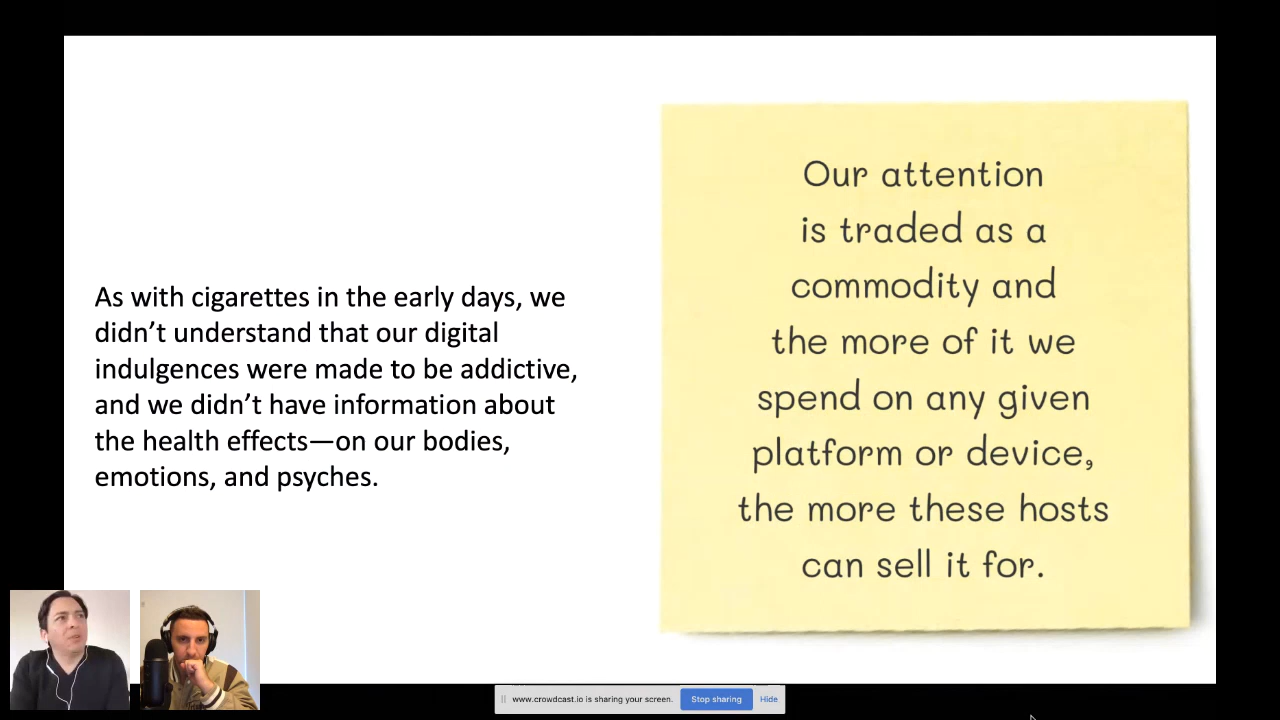 As with cigarettes in the early days, we
didn’t understand that our digital
indulgences were made to be addictive,
and we didn’t have information about
the health effects—on our bodies,
emotions, and psyches.
Our attention
is traded as a
commodity and
the more of it we
spend on any given
platform or device,
the more these hosts
can sell it for.
www.crowdcast.io is sharing your screen.
Stop sharing
Hide